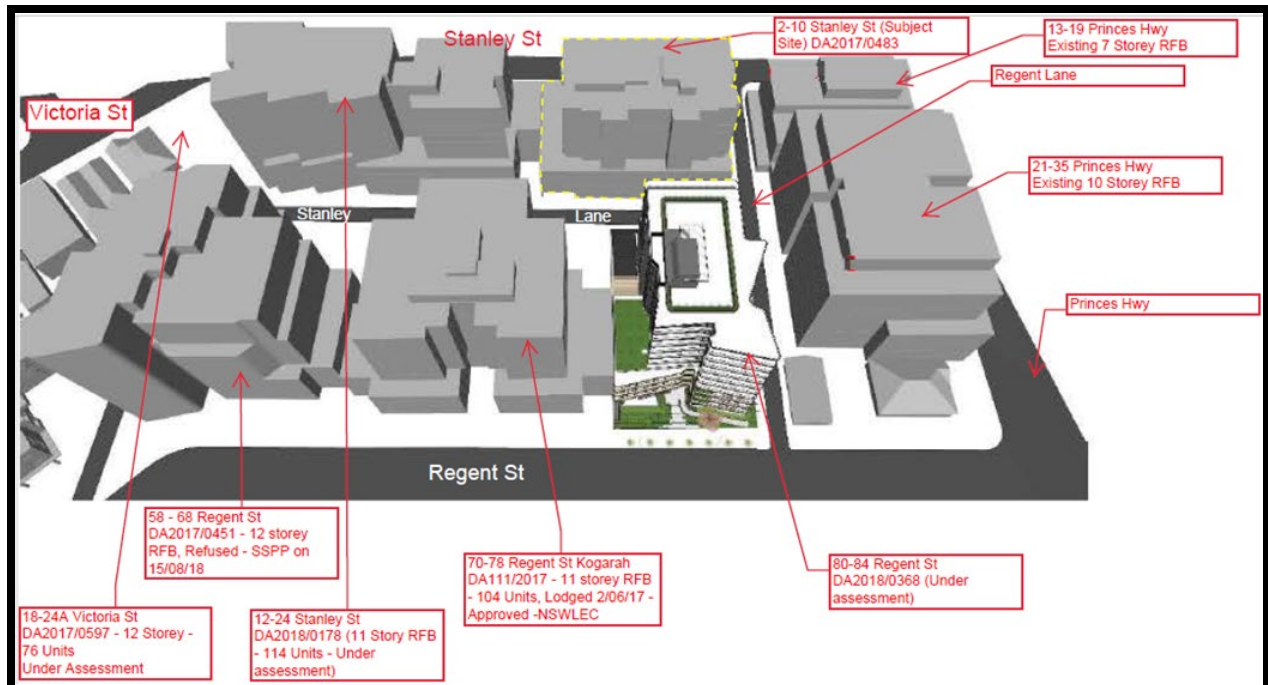 Stanley St
2-10 Stanley St (Subject
Site) DA2017/0483
13-19 Princes Hwy
Existing 7 Storey RFB
Regent Lane
Victoria St
21-35 Princes Hwy
Existing 10 Storey RFB
Stanley
Lane
Princes Hwy
Regent St
58 - 68 Regent St
DA2017/0451 - 12 storey
RFB, Refused - SSPP on
15/08/18
70-78 Regent St Kogarah
DA111/2017 - 11 storey RFB
- 104 Units, Lodged 2/06/17 -
Approved -NSWLEC
80-84 Regent St
DA2018/0368 (Under
assessment)
18-24A Victoria St
DA2017/0597 - 12 Storey -
76 Units
Under Assessment
12-24 Stanley St
DA2018/0178 (11 Story RFB
- 114 Units - Under
assessment)